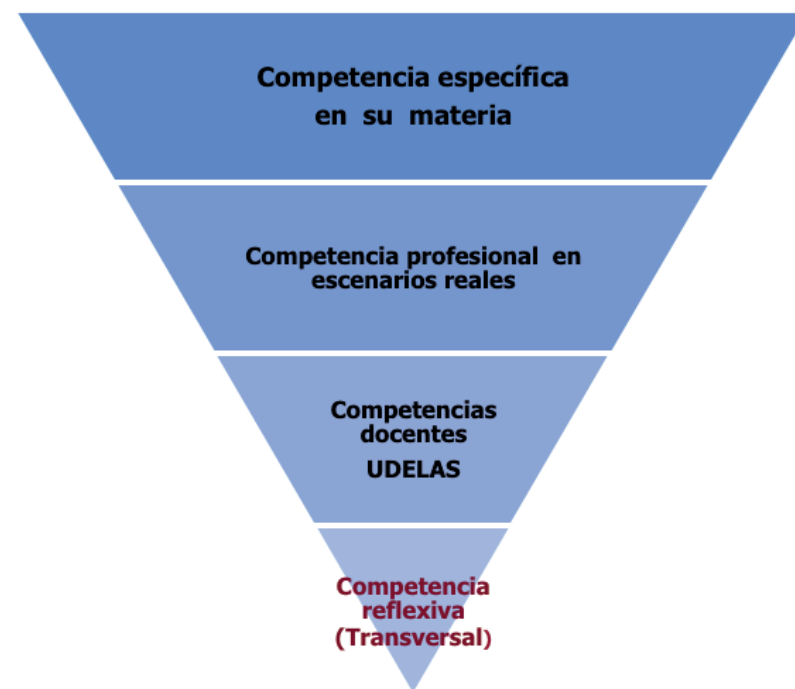 Competencia específica
en su materia
Competencia profesional en
escenarios reales
Competencias
docentes
UDELAS
Competencia
reflexiva
(Transversal)